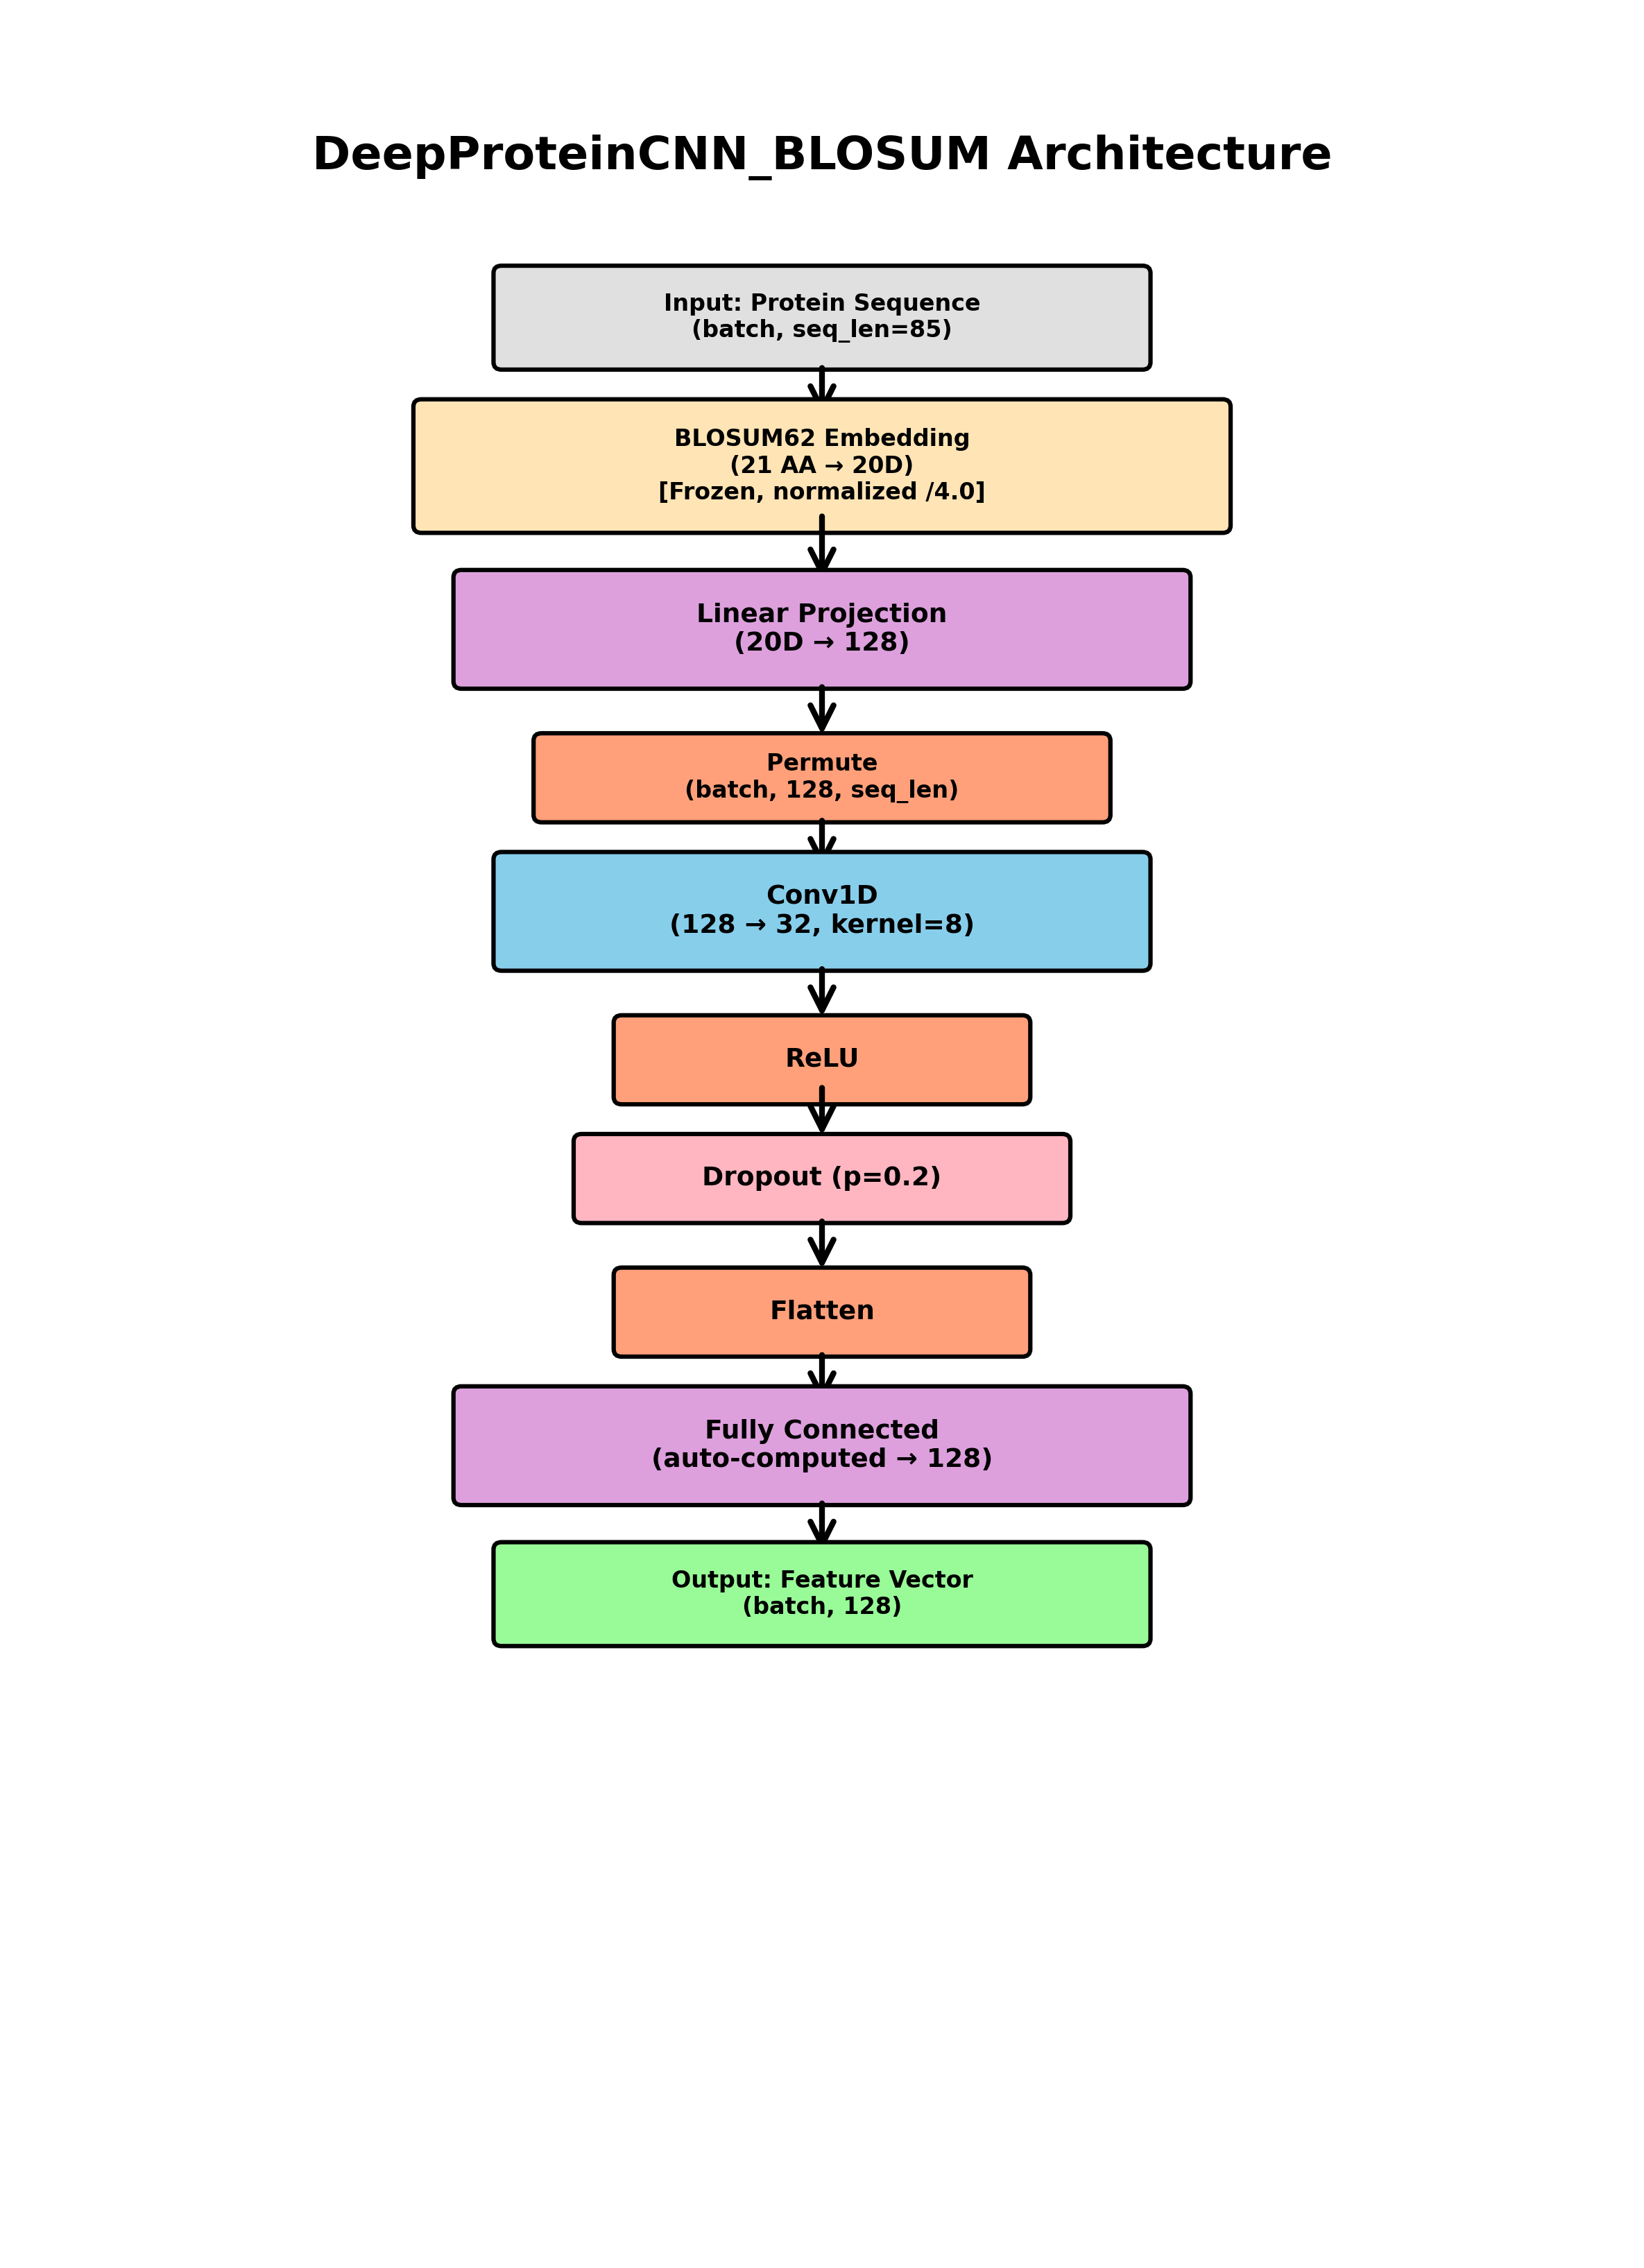 DeepProteinCNN_BLOSUM Architecture
Input: Protein Sequence
(batch, seq_len=85)
BLOSUM62 Embedding
(21 AA → 20D)
[Frozen, normalized /4.0]
Linear Projection
(20D → 128)
Permute
(batch, 128, seq_len)
Conv1D
(128 → 32, kernel=8)
ReLU
Dropout (p=0.2)
Flatten
Fully Connected
(auto-computed → 128)
Output: Feature Vector
(batch, 128)